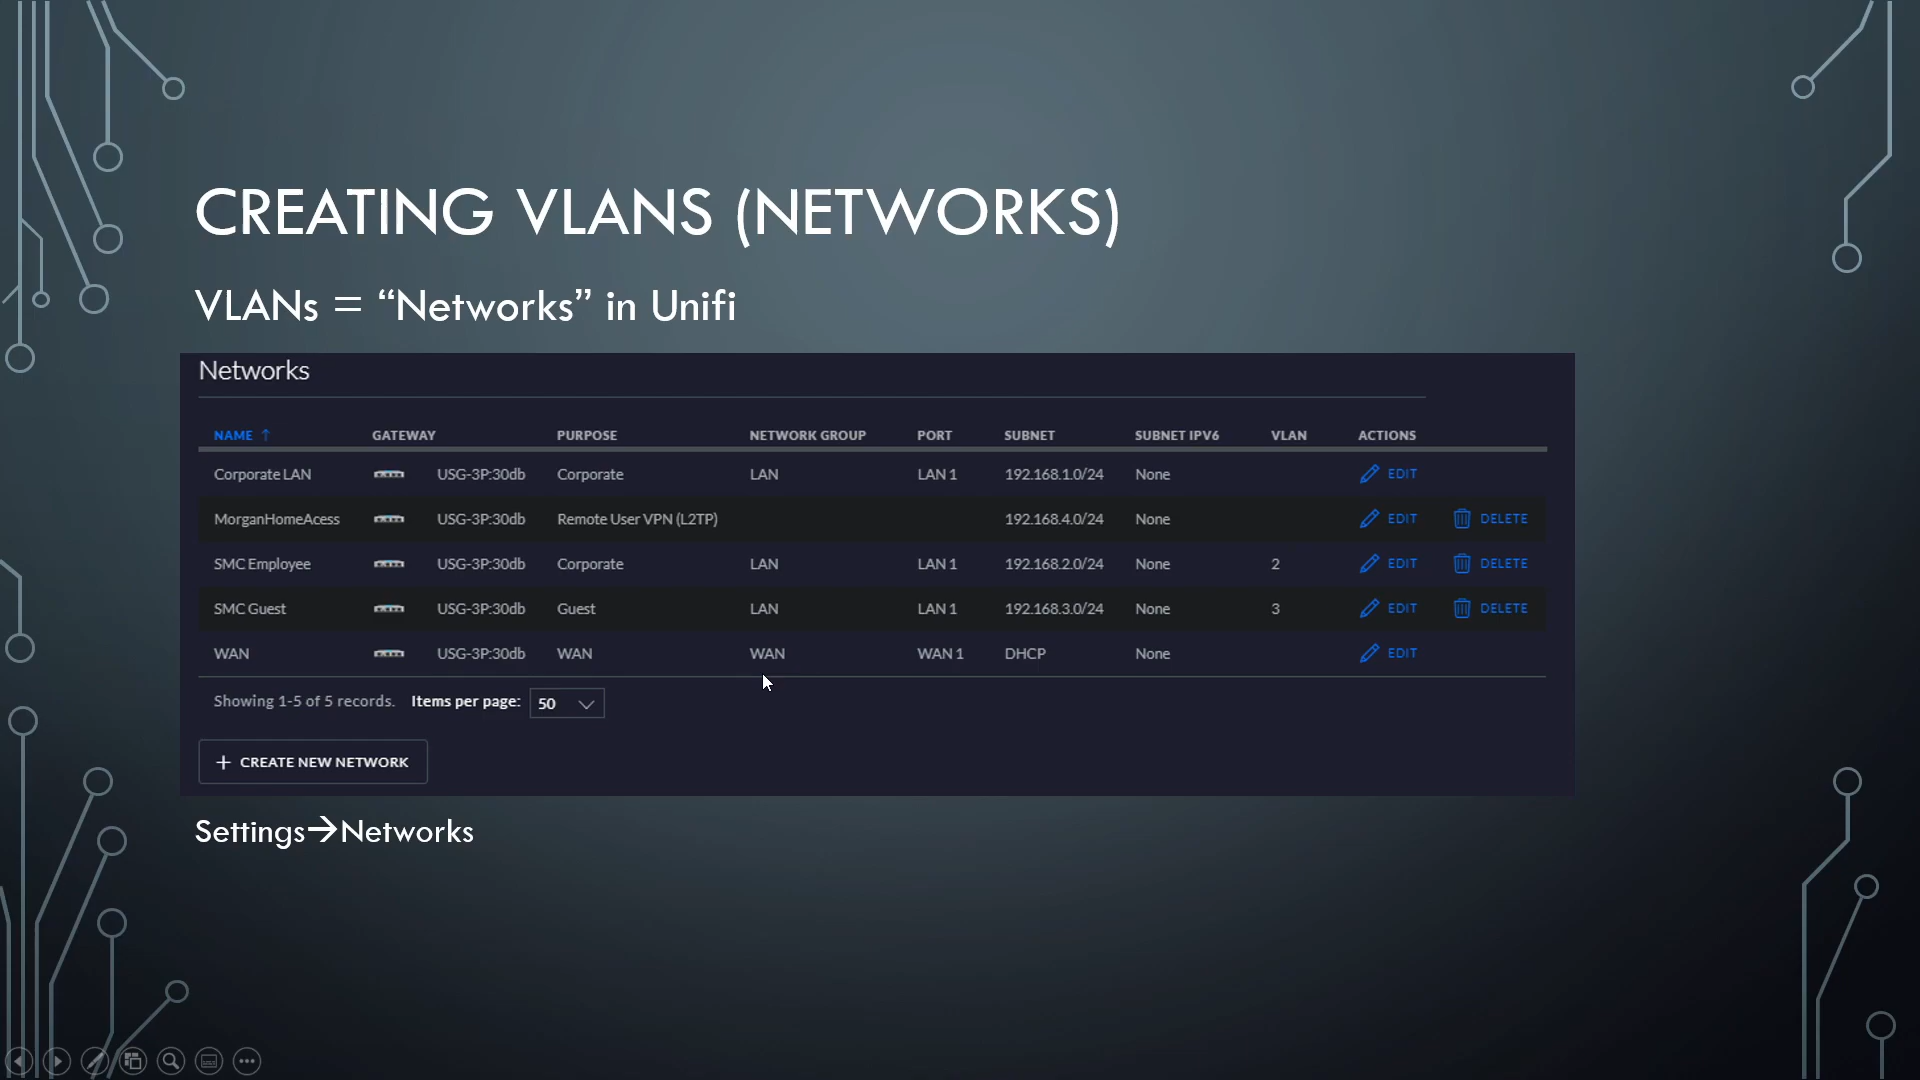 CREATING VLANS (NETWORKS)
VLANs = “Networks” in Unifi
Networks
NAME ↑ GATEWAY PURPOSE NETWORK GROUP PORT SUBNET SUBNET IPV6 VLAN ACTIONS
Corporate LAN USG-3P:30db Corporate LAN LAN 1 192.168.1.0/24 None EDIT
MorganHomeAcess USG-3P:30db Remote User VPN (L2TP) 192.168.4.0/24 None EDIT DELETE
SMC Employee USG-3P:30db Corporate LAN LAN 1 192.168.2.0/24 None 2 EDIT DELETE
SMC Guest USG-3P:30db Guest LAN LAN 1 192.168.3.0/24 None 3 EDIT DELETE
WAN USG-3P:30db WAN WAN WAN 1 DHCP None EDIT
Showing 1-5 of 5 records. Items per page: 50
+ CREATE NEW NETWORK
Settings→Networks